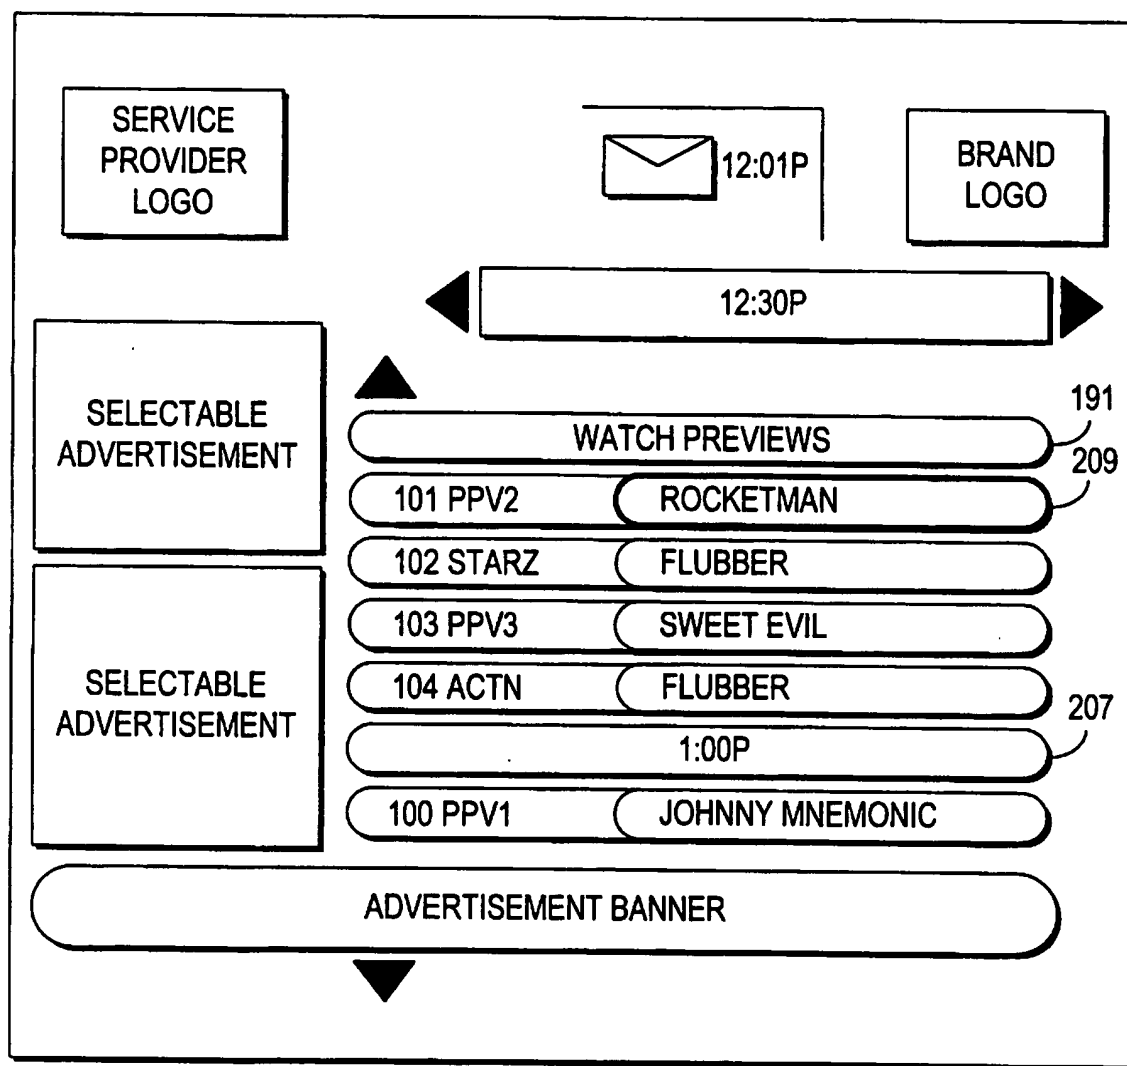 SERVICE
PROVIDER
LOGO
12:01P
BRAND
LOGO
12:30P
SELECTABLE
ADVERTISEMENT
WATCH PREVIEWS
191
101 PPV2 ROCKETMAN
209
102 STARZ FLUBBER
103 PPV3 SWEET EVIL
SELECTABLE
ADVERTISEMENT
104 ACTN FLUBBER
1:00P
207
100 PPV1 JOHNNY MNEMONIC
ADVERTISEMENT BANNER